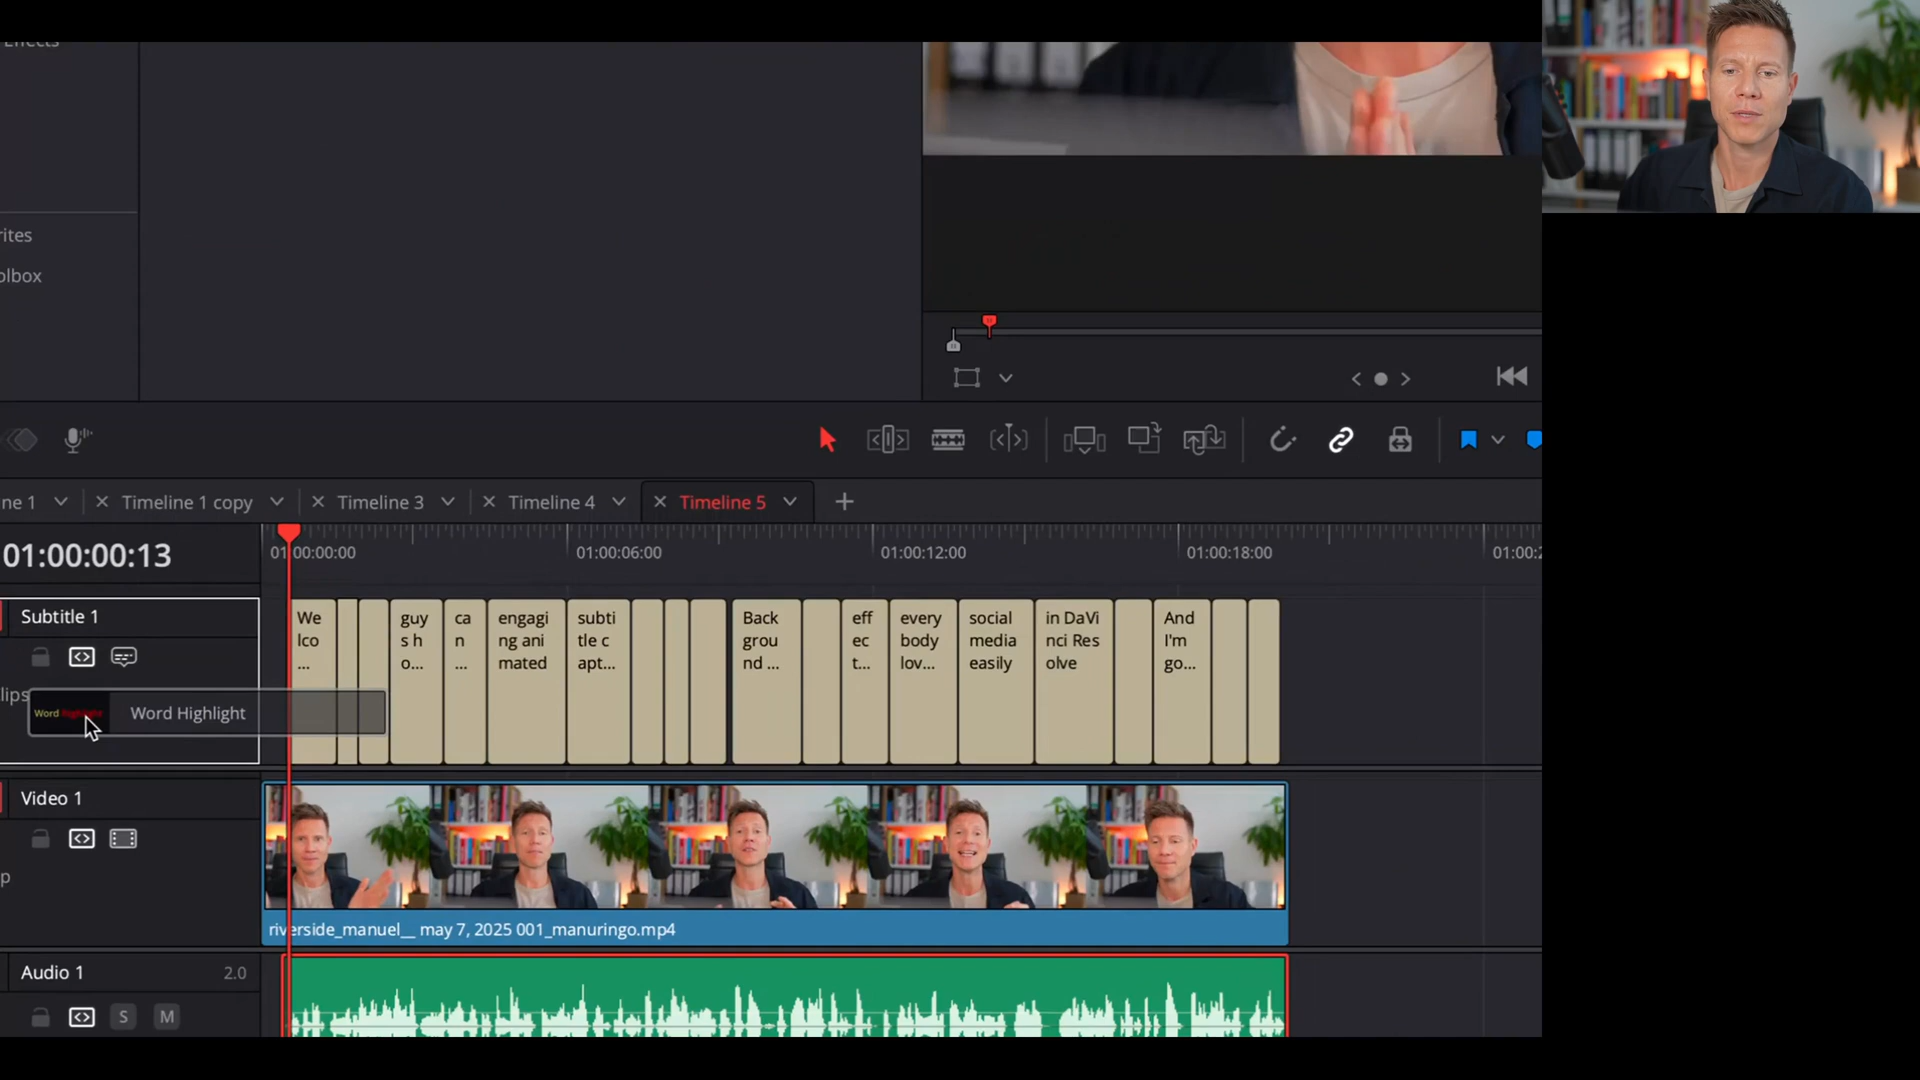 Effects
rites
olbox
ne 1
Timeline 1 copy
Timeline 3
Timeline 4
Timeline 5
01:00:00:13
01:00:00:00
01:00:06:00
01:00:12:00
01:00:18:00
01:00:2
Subtitle 1
We
lco
...
guy
s h
o...
ca
n
...
engagi
ng ani
mated
subti
tle c
apt...
Back
grou
nd ...
eff
ec
t...
every
body
lov...
social
media
easily
in DaVi
nci Res
olve
And
I'm
go...
lips
Word Highlight
Word Highlight
Video 1
p
riverside_manuel__ may 7, 2025 001_manuringo.mp4
Audio 1
2.0
S
M